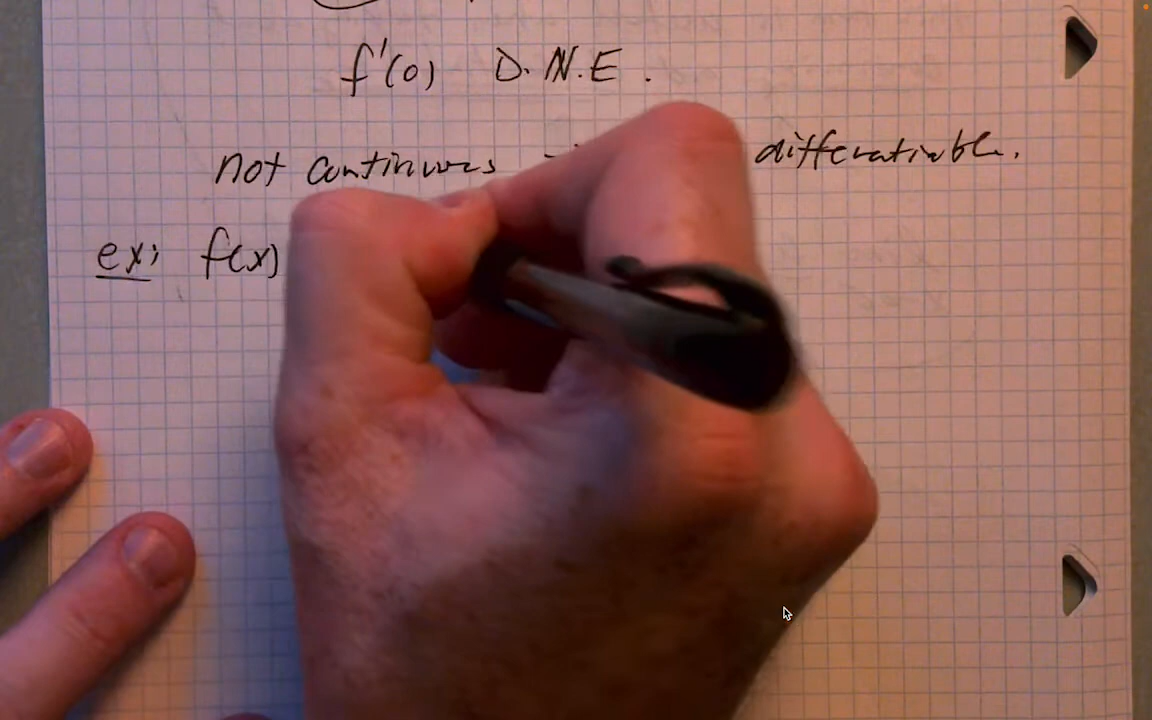 f'(0) D.N.E.
not continuous differentiable.
ex: f(x)